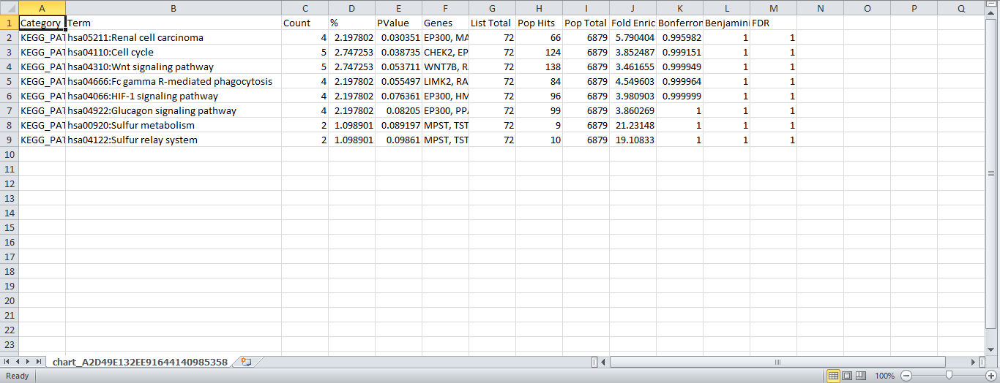 A B C D E F G H I J K L M N O P Q
1 Category Term Count % PValue Genes List Total Pop Hits Pop Total Fold Enric Bonferron Benjamini FDR
2 KEGG_PAT hsa05211:Renal cell carcinoma 4 2.197802 0.030351 EP300, MA 72 66 6879 5.790404 0.995982 1 1
3 KEGG_PAT hsa04110:Cell cycle 5 2.747253 0.038735 CHEK2, EP 72 124 6879 3.852487 0.999151 1 1
4 KEGG_PAT hsa04310:Wnt signaling pathway 5 2.747253 0.053711 WNT7B, R 72 138 6879 3.461655 0.999949 1 1
5 KEGG_PAT hsa04666:Fc gamma R-mediated phagocytosis 4 2.197802 0.055497 LIMK2, RA 72 84 6879 4.549603 0.999964 1 1
6 KEGG_PAT hsa04066:HIF-1 signaling pathway 4 2.197802 0.076361 EP300, HM 72 96 6879 3.980903 0.999999 1 1
7 KEGG_PAT hsa04922:Glucagon signaling pathway 4 2.197802 0.08205 EP300, PP 72 99 6879 3.860269 1 1 1
8 KEGG_PAT hsa00920:Sulfur metabolism 2 1.098901 0.089197 MPST, TST 72 9 6879 21.23148 1 1 1
9 KEGG_PAT hsa04122:Sulfur relay system 2 1.098901 0.09861 MPST, TST 72 10 6879 19.10833 1 1 1
10
11
12
13
14
15
16
17
18
19
20
21
22
23
chart_A2D49E132EE91644140985358
Ready 100%